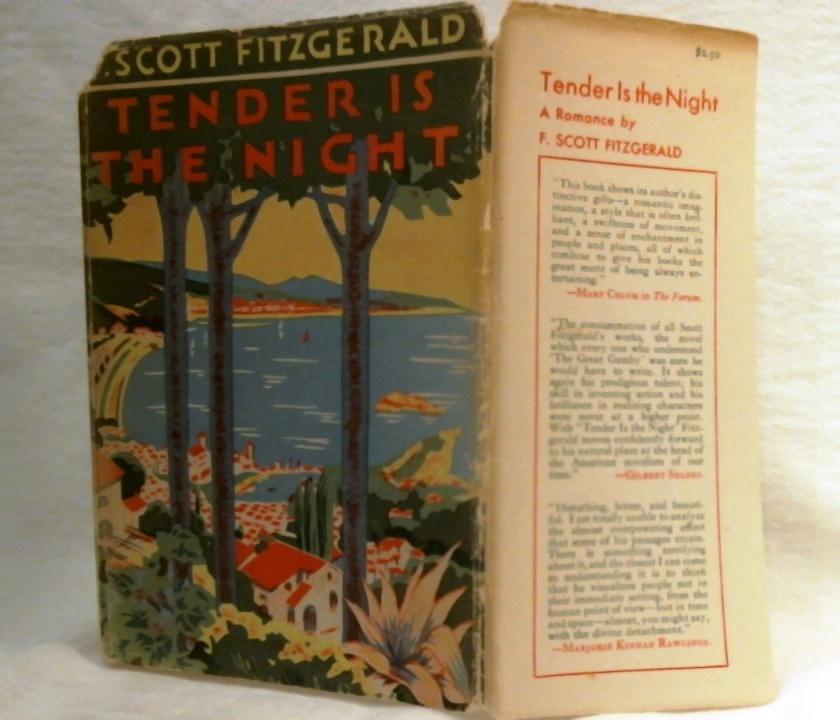 .SCOTT FITZGERALD
TENDER IS
THE NIGHT
$2.50
Tender Is the Night
A Romance by
F. SCOTT FITZGERALD
"This book shows its author's dis-
tinctive gifts—a romantic imag-
ination, a style that is often bril-
liant, a swiftness of movement,
and a sense of enchantment in
people and places, all of which
combine to give his books the
great merit of being always en-
tertaining."
—MARY COLUM in The Forum.
"The consummation of all Scott
Fitzgerald's works, the novel
which every one who understood
'The Great Gatsby' was sure he
would have to write. It shows
again his prodigious talent; his
skill in inventing action and his
brilliance in realizing characters
were never at a higher point.
With 'Tender Is the Night' Fitz-
gerald moves confidently forward
to his natural place at the head of
the American novelists of our
time."
—GILBERT SELDES.
"Disturbing, bitter, and beauti-
ful. I am totally unable to analyze
the almost overpowering effect
that some of his passages create.
There is something terrifying
about it, and the closest I can come
to understanding it is to think
that he visualizes people not in
their immediate setting, from the
human point of view—but in time
and space—almost, you might say,
with the divine detachment."
—MARJORIE KINNAN RAWLINGS.